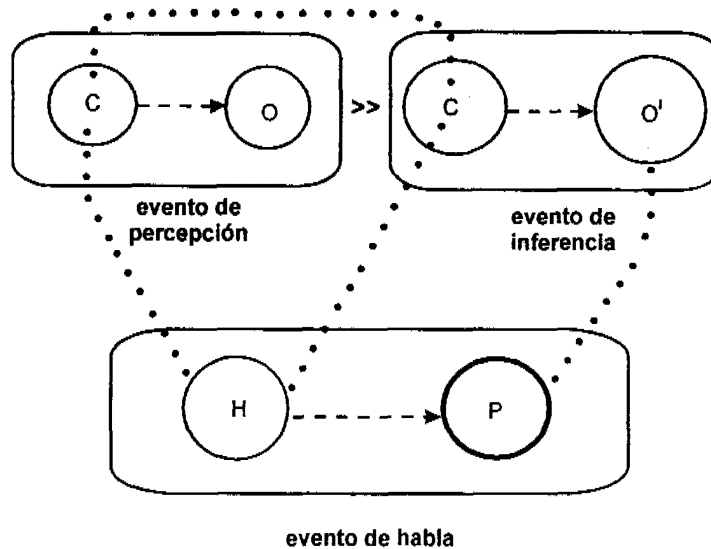 C
O
>>
C
O'
evento de
percepción
evento de
inferencia
H
P
evento de habla